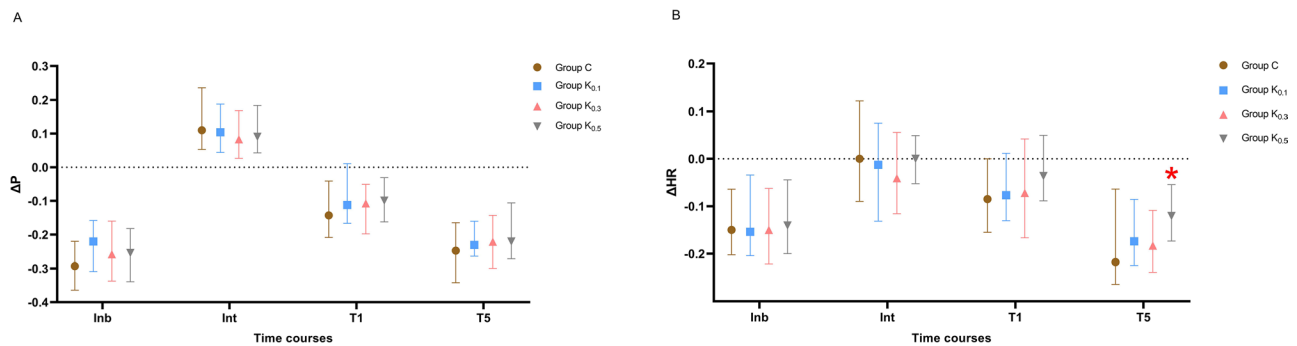 A
0.3
0.2
0.1
0.0
-0.1
-0.2
-0.3
-0.4
ΔP
Inb Int T1 T5
Time courses
Group C
Group K0.1
Group K0.3
Group K0.5
B
0.2
0.1
0.0
-0.1
-0.2
ΔHR
*
Inb Int T1 T5
Time courses
Group C
Group K0.1
Group K0.3
Group K0.5